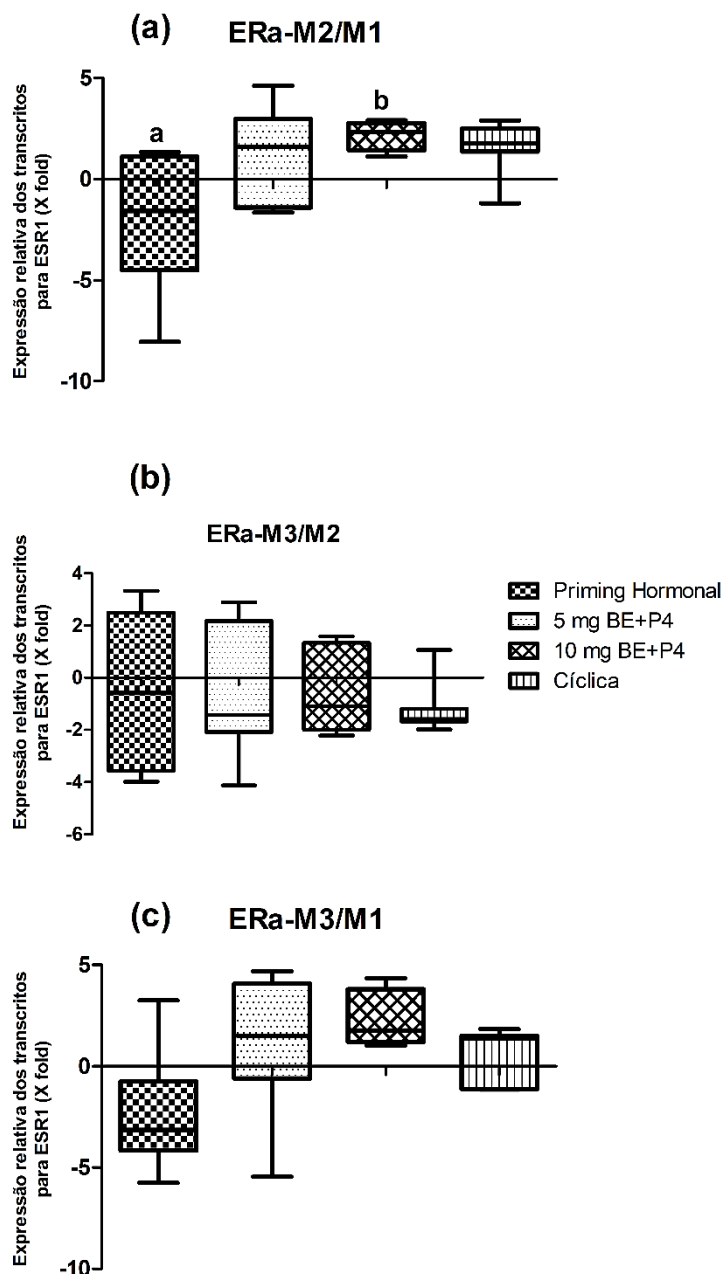 (a) ERa-M2/M1
Expressão relativa dos transcritos
para ESR1 (X fold)
5
0
-5
-10
a
b
(b)
ERa-M3/M2
Expressão relativa dos transcritos
para ESR1 (X fold)
4
2
0
-2
-4
-6
Priming Hormonal
5 mg BE+P4
10 mg BE+P4
Cíclica
(c) ERa-M3/M1
Expressão relativa dos transcritos
para ESR1 (X fold)
5
0
-5
-10